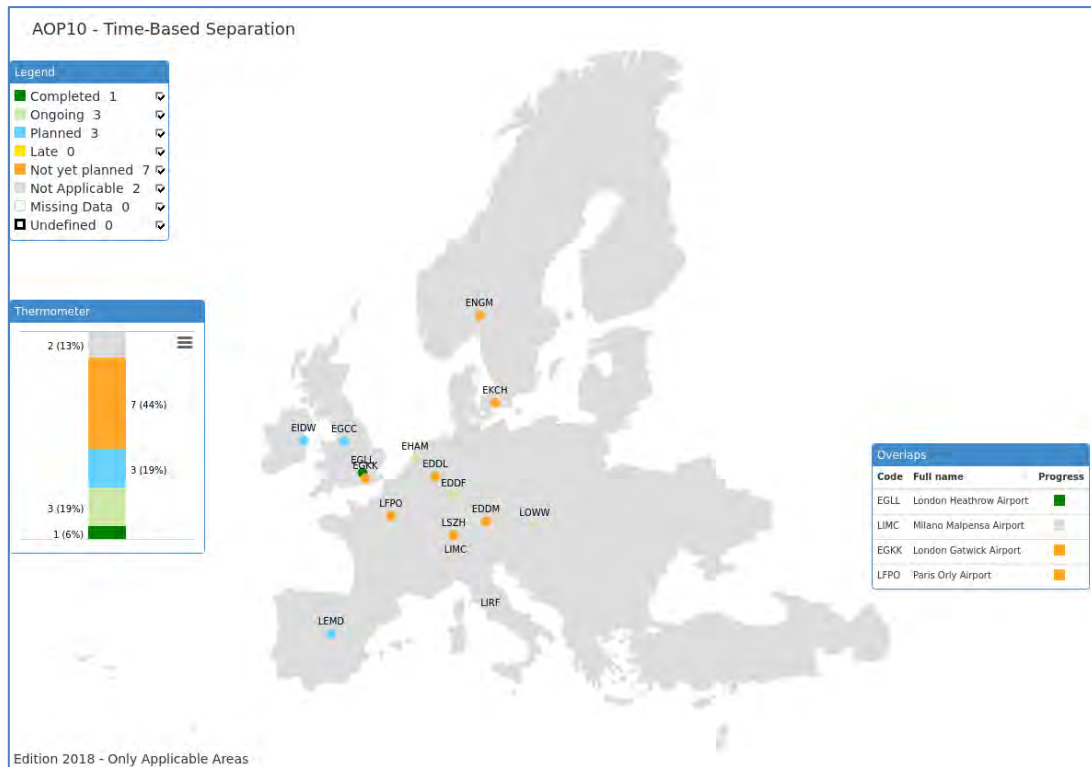 AOP10 - Time-Based Separation
Legend
Completed 1
Ongoing 3
Planned 3
Late 0
Not yet planned 7
Not Applicable 2
Missing Data 0
Undefined 0
Thermometer
2 (13%)
7 (44%)
3 (19%)
3 (19%)
1 (6%)
ENGM
EKCH
EIDW
EGCC
EHAM
EGLL
EGKK
EDDL
EDDF
LFPO
EDDM
LOWW
LSZH
LIMC
LIRF
LEMD
Overlaps
Code Full name Progress
EGLL London Heathrow Airport
LIMC Milano Malpensa Airport
EGKK London Gatwick Airport
LFPO Paris Orly Airport
Edition 2018 - Only Applicable Areas